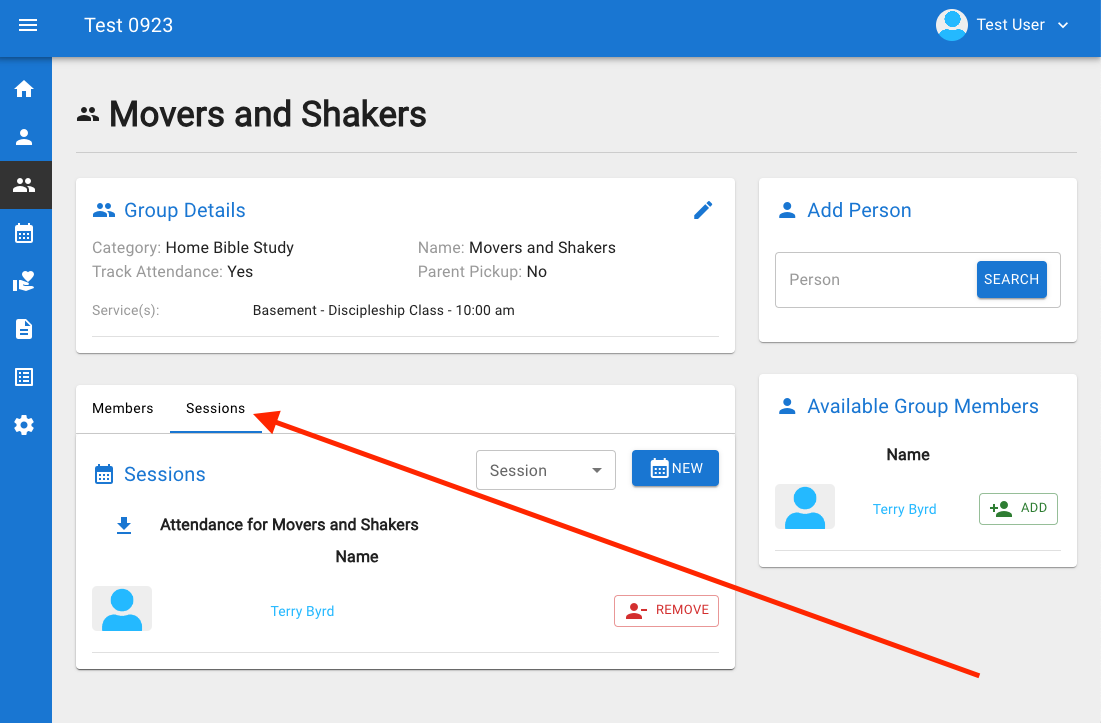 Test 0923
Test User
Movers and Shakers
Group Details
Category: Home Bible Study
Name: Movers and Shakers
Track Attendance: Yes
Parent Pickup: No
Service(s):
Basement - Discipleship Class - 10:00 am
Add Person
Person
SEARCH
Members
Sessions
Sessions
Session
NEW
Attendance for Movers and Shakers
Name
Terry Byrd
REMOVE
Available Group Members
Name
Terry Byrd
ADD